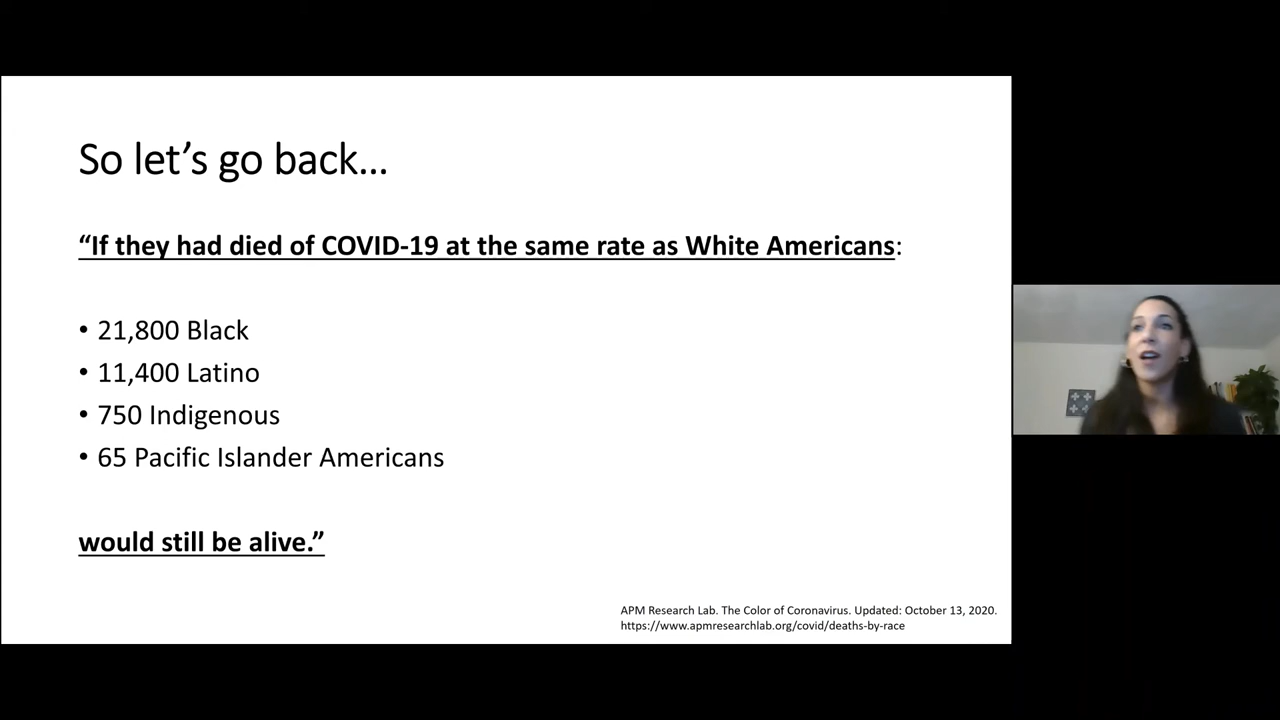 So let’s go back…
“If they had died of COVID-19 at the same rate as White Americans:
• 21,800 Black
• 11,400 Latino
• 750 Indigenous
• 65 Pacific Islander Americans
would still be alive.”
APM Research Lab. The Color of Coronavirus. Updated: October 13, 2020.
https://www.apmresearchlab.org/covid/deaths-by-race